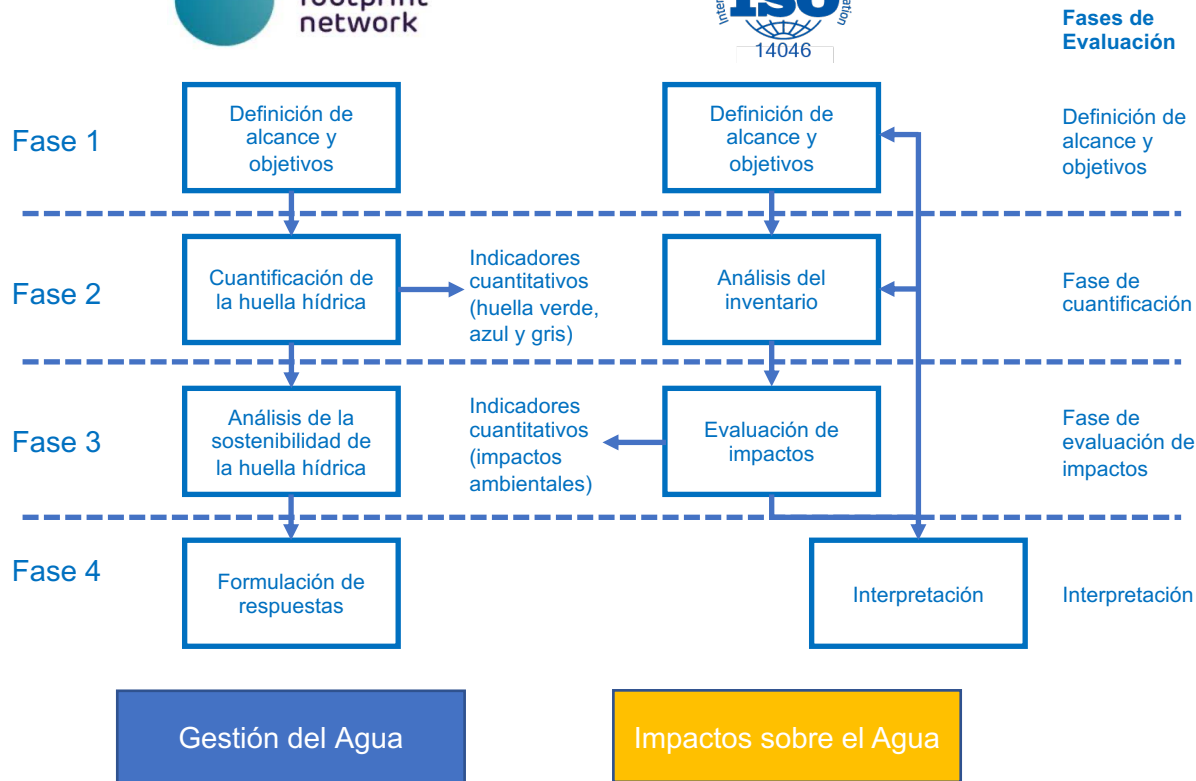 footprint
network
ISO
14046
Fases de
Evaluación
Fase 1
Definición de
alcance y
objetivos
Definición de
alcance y
objetivos
Definición de
alcance y
objetivos
Fase 2
Cuantificación de
la huella hídrica
Indicadores
cuantitativos
(huella verde,
azul y gris)
Análisis del
inventario
Fase de
cuantificación
Fase 3
Análisis de la
sostenibilidad de
la huella hídrica
Indicadores
cuantitativos
(impactos
ambientales)
Evaluación de
impactos
Fase de
evaluación de
impactos
Fase 4
Formulación de
respuestas
Interpretación
Interpretación
Gestión del Agua
Impactos sobre el Agua